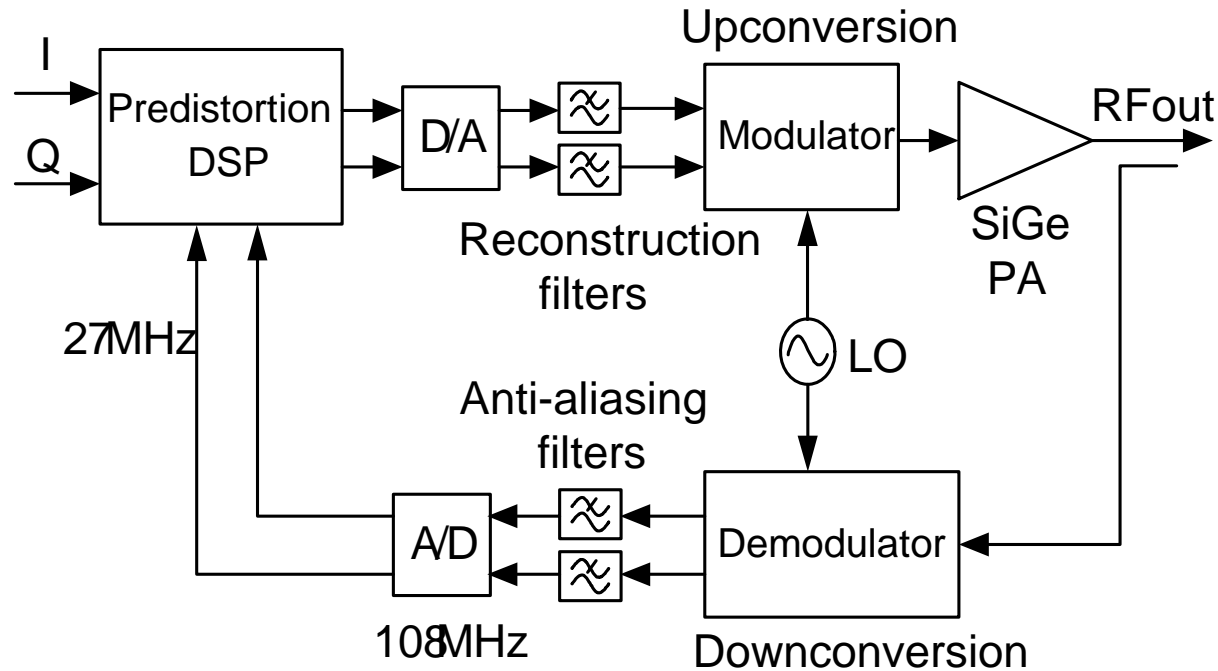 Upconversion
I
Predistortion
DSP
D/A
Modulator
RFout
Q
Reconstruction
filters
SiGe
PA
27MHz
LO
Anti-aliasing
filters
A/D
Demodulator
108MHz
Downconversion